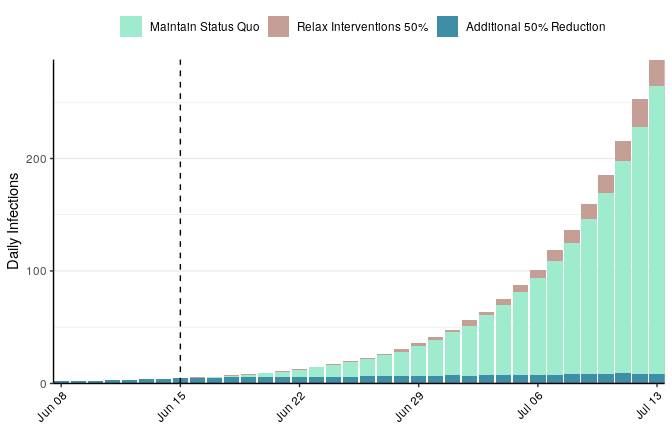 Maintain Status Quo Relax Interventions 50% Additional 50% Reduction
Daily Infections
200
100
0
Jun 08 Jun 15 Jun 22 Jun 29 Jul 06 Jul 13